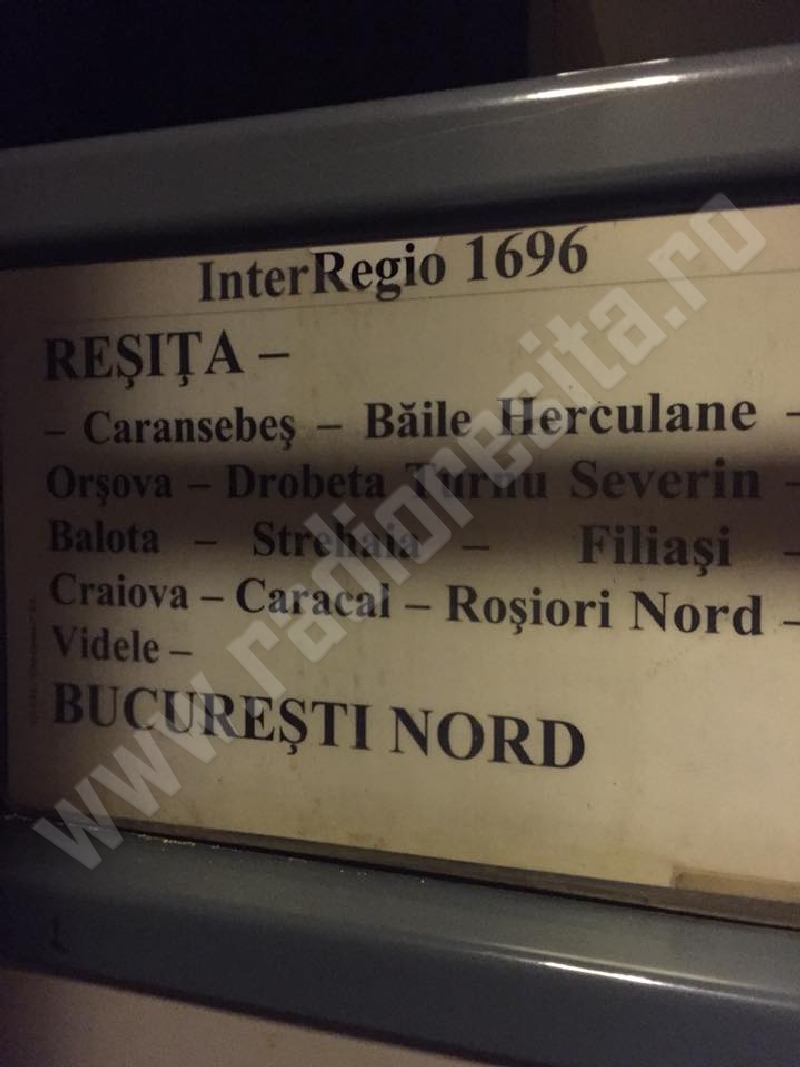 InterRegio 1696
REŞIŢA –
– Caransebeş – Băile Herculane –
Orşova – Drobeta Turnu Severin –
Balota – Strehaia – Filiaşi –
Craiova – Caracal – Roşiori Nord –
Videle –
BUCUREŞTI NORD
www.radioresita.ro